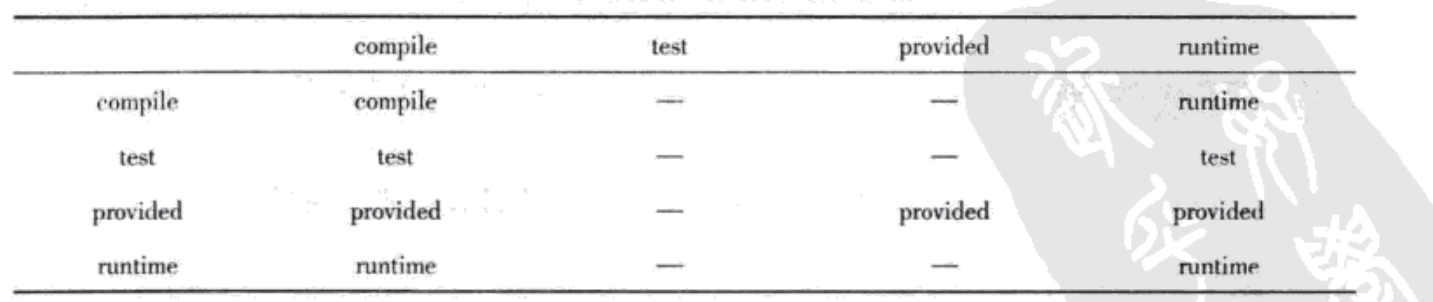 compile test provided runtime
compile compile — — runtime
test test — — test
provided provided — provided provided
runtime runtime — — runtime